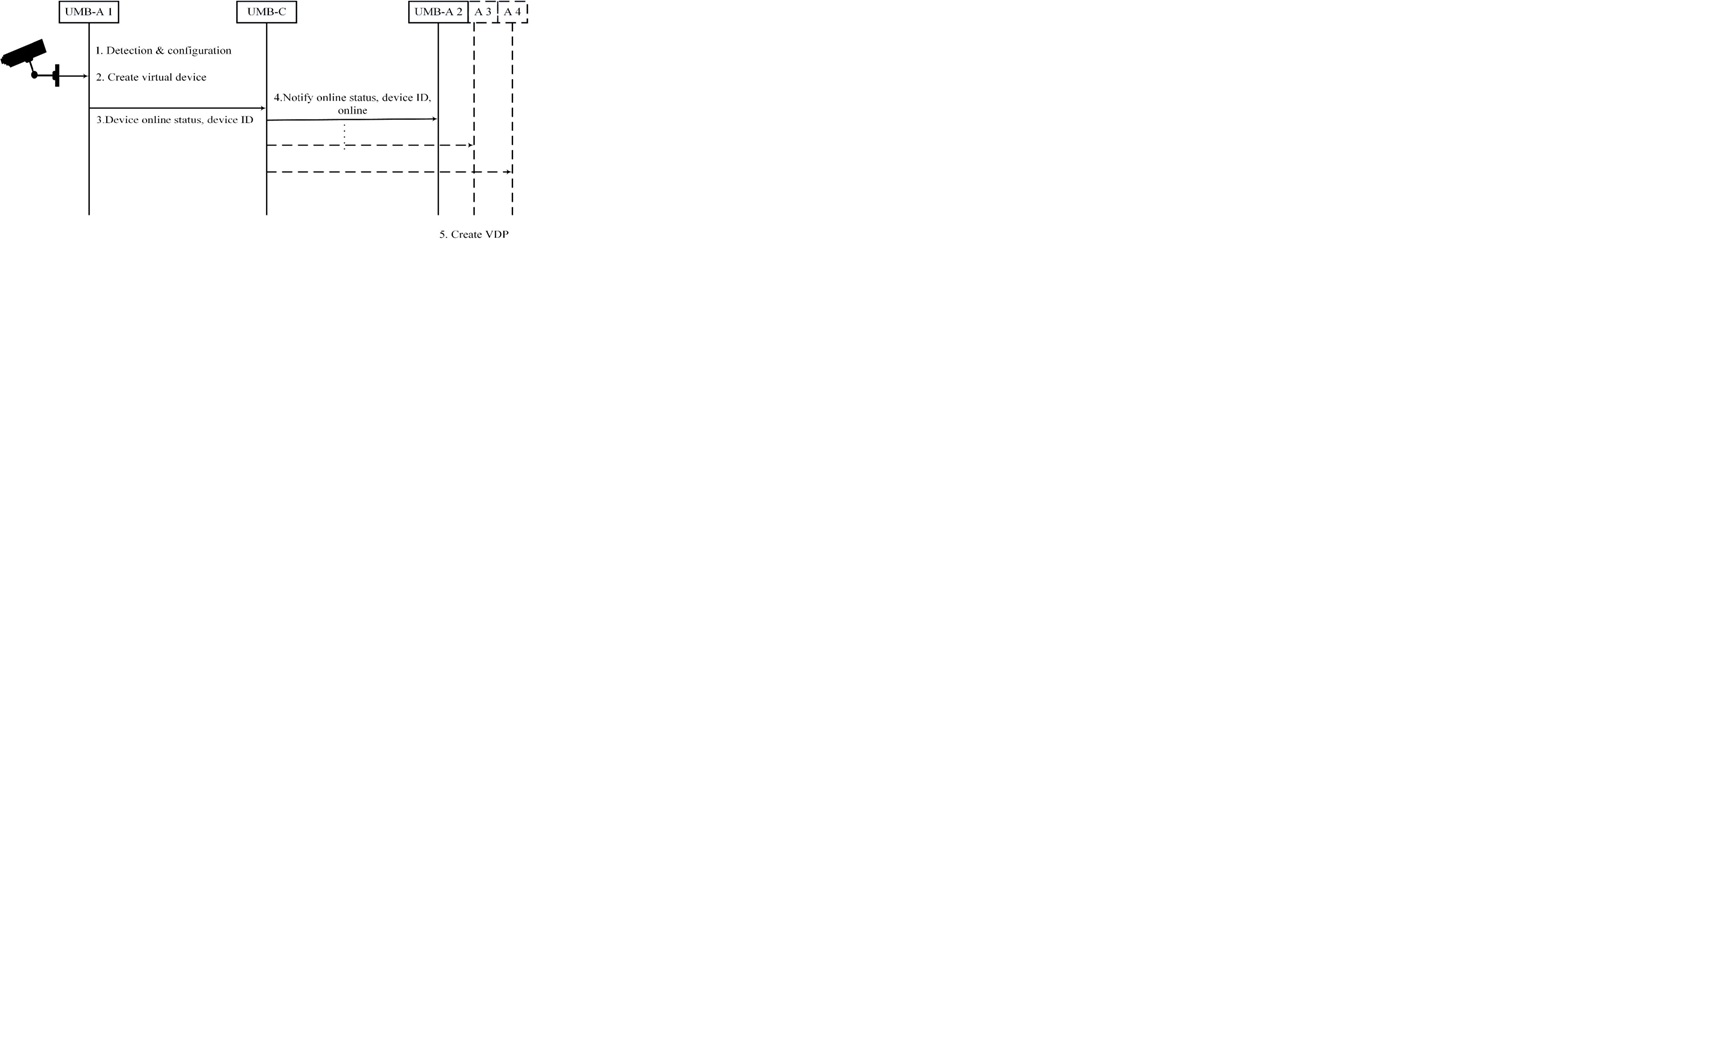 UMB-A 1
UMB-C
UMB-A 2
A 3
A 4
1. Detection & configuration
2. Create virtual device
3.Device online status, device ID
4.Notify online status, device ID,
online
5. Create VDP